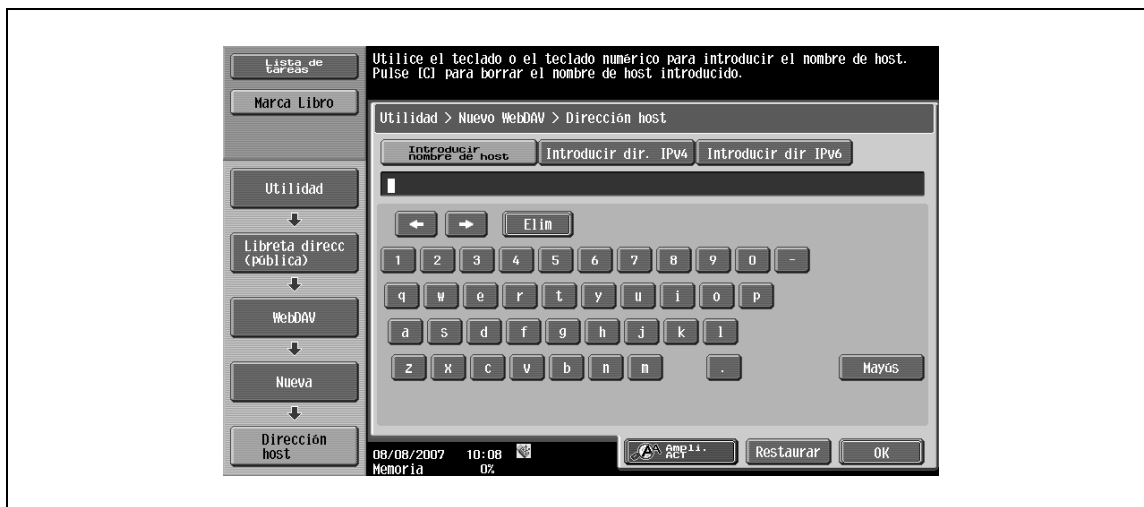 Lista de
tareas
Marca Libro
Utilidad
Libreta direcc
(pública)
WebDAV
Nueva
Dirección
host
Utilice el teclado o el teclado numérico para introducir el nombre de host.
Pulse [C] para borrar el nombre de host introducido.
Utilidad > Nuevo WebDAV > Dirección host
Introducir
nombre de host
Introducir dir. IPv4
Introducir dir IPv6
← → Elim
1 2 3 4 5 6 7 8 9 0 -
q w e r t y u i o p
a s d f g h j k l
z x c v b n m . Mayús
08/08/2007 10:08
Memoria 0%
Ampli.
ACT
Restaurar
OK